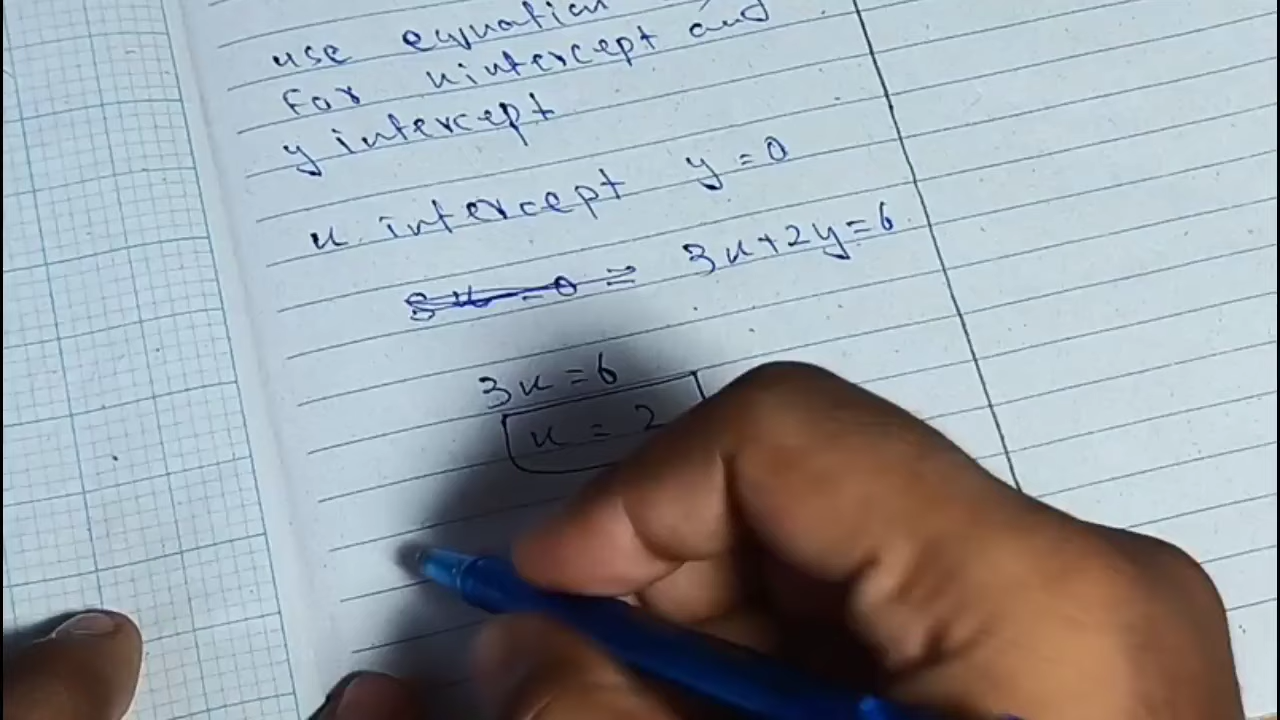 use equation
for x intercept and
y intercept
x intercept y = 0
3x + 2y = 6
3x = 6
x = 2